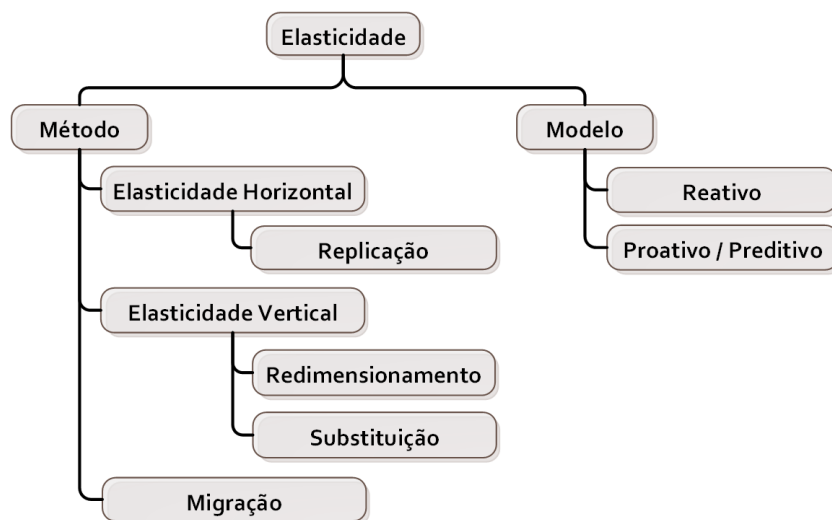 Elasticidade
Método
Modelo
Elasticidade Horizontal
Reativo
Replicação
Proativo / Preditivo
Elasticidade Vertical
Redimensionamento
Substituição
Migração